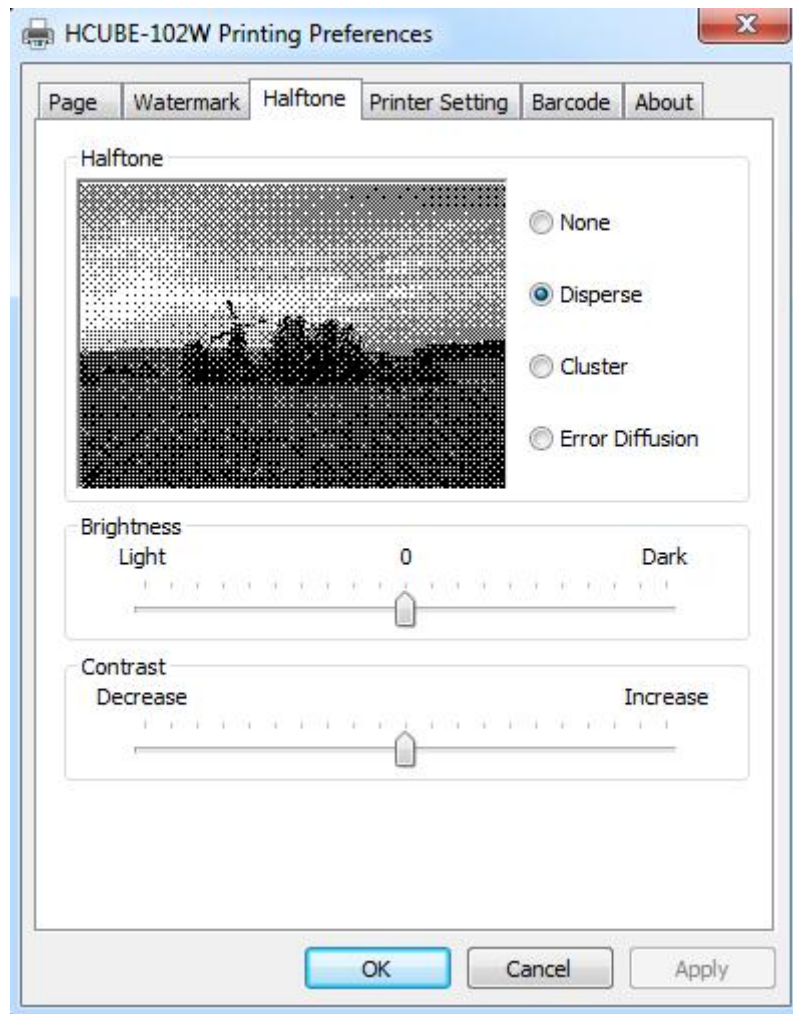 HCUBE-102W Printing Preferences
Page Watermark Halftone Printer Setting Barcode About
Halftone
None
Disperse
Cluster
Error Diffusion
Brightness
Light 0 Dark
Contrast
Decrease Increase
OK Cancel Apply